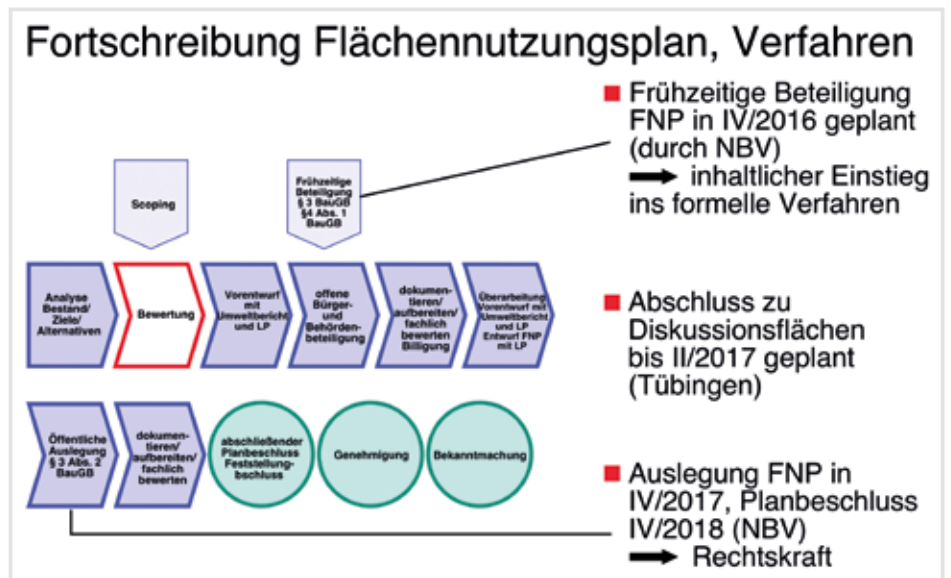 Fortschreibung Flächennutzungsplan, Verfahren
Scoping
Frühzeitige
Beteiligung
§ 3 BauGB
§4 Abs. 1
BauGB
Analyse
Bestand/
Ziele/
Alternativen
Bewertung
Vorentwurf
mit
Umweltbericht
und LP
offene
Bürger-
und
Behörden-
beteiligung
dokumen-
tieren/
aufbereiten/
fachlich
bewerten
Billigung
Überarbeitung
Vorentwurf mit
Umweltbericht
und LP
Entwurf FNP
mit LP
Öffentliche
Auslegung
§ 3 Abs. 2
BauGB
dokumen-
tieren/
aufbereiten/
fachlich
bewerten
abschließender
Planbeschluss
Feststellung-
bschluss
Genehmigung
Bekanntmachung
Frühzeitige Beteiligung
FNP in IV/2016 geplant
(durch NBV)
inhaltlicher Einstieg
ins formelle Verfahren
Abschluss zu
Diskussionsflächen
bis II/2017 geplant
(Tübingen)
Auslegung FNP in
IV/2017, Planbeschluss
IV/2018 (NBV)
Rechtskraft